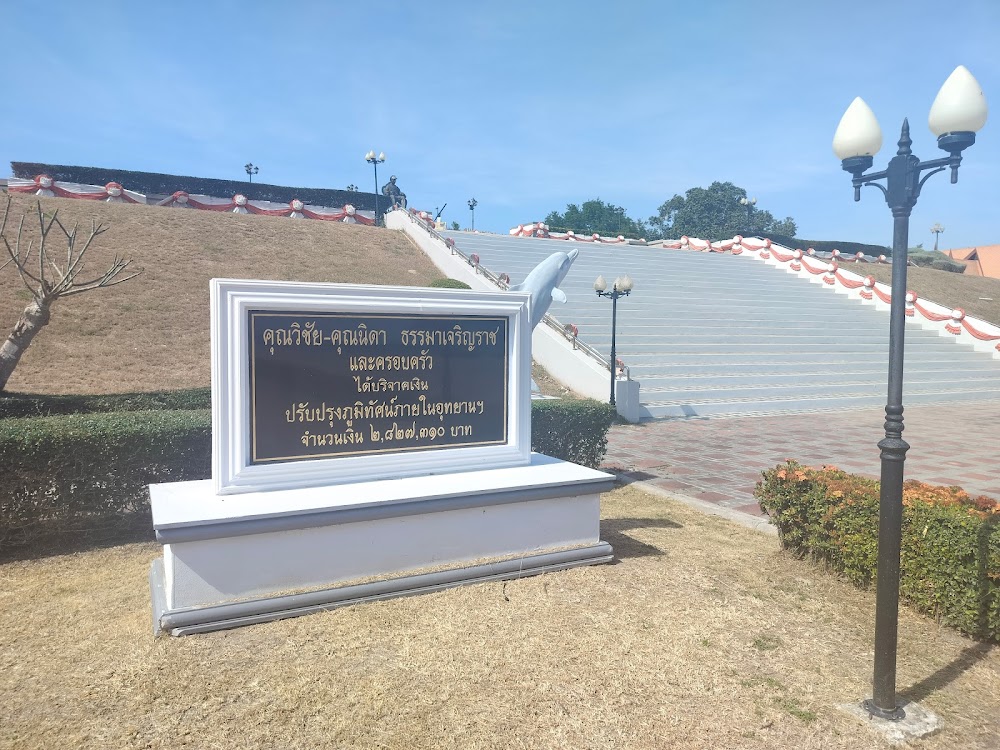 คุณวิชัย-คุณนิดา ธรรมาเจริญราช
และครอบครัว
ได้บริจาคเงิน
ปรับปรุงภูมิทัศน์ภายในอุทยานฯ
จำนวนเงิน ๒,๘๒๗,๓๑๐ บาท